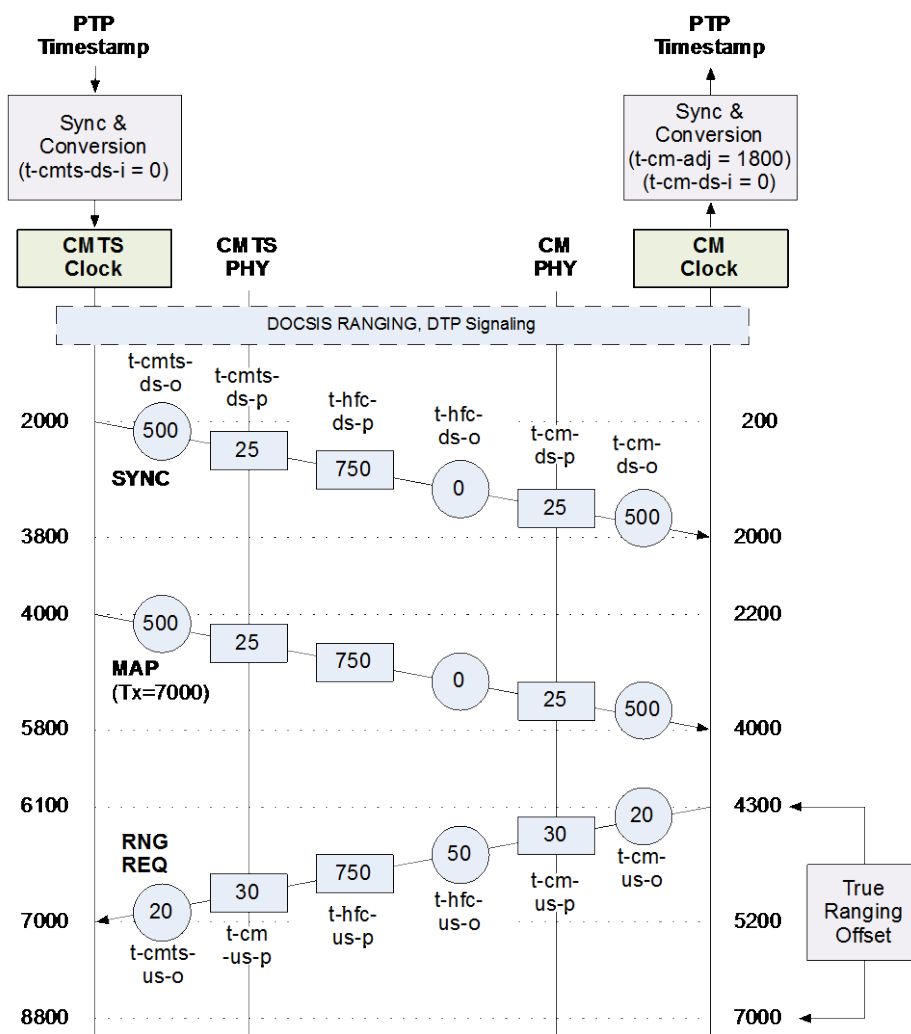 PTP
Timestamp
PTP
Timestamp
Sync &
Conversion
(t-cmts-ds-i = 0)
Sync &
Conversion
(t-cm-adj = 1800)
(t-cm-ds-i = 0)
CMTS
Clock
CMTS
PHY
CM
PHY
CM
Clock
DOCSIS RANGING, DTP Signaling
t-cmts-
ds-o
t-cmts-
ds-p
t-hfc-
ds-p
t-hfc-
ds-o
t-cm-
ds-p
t-cm-
ds-o
2000
500
25
750
0
25
500
200
SYNC
3800
2000
4000
500
25
750
0
25
500
2200
MAP
(Tx=7000)
5800
4000
6100
4300
RNG
REQ
20
30
750
50
30
20
t-cm-
us-o
t-cm-
us-p
t-hfc-
us-o
t-hfc-
us-p
t-cm
-us-p
t-cmts-
us-o
7000
5200
True
Ranging
Offset
8800
7000